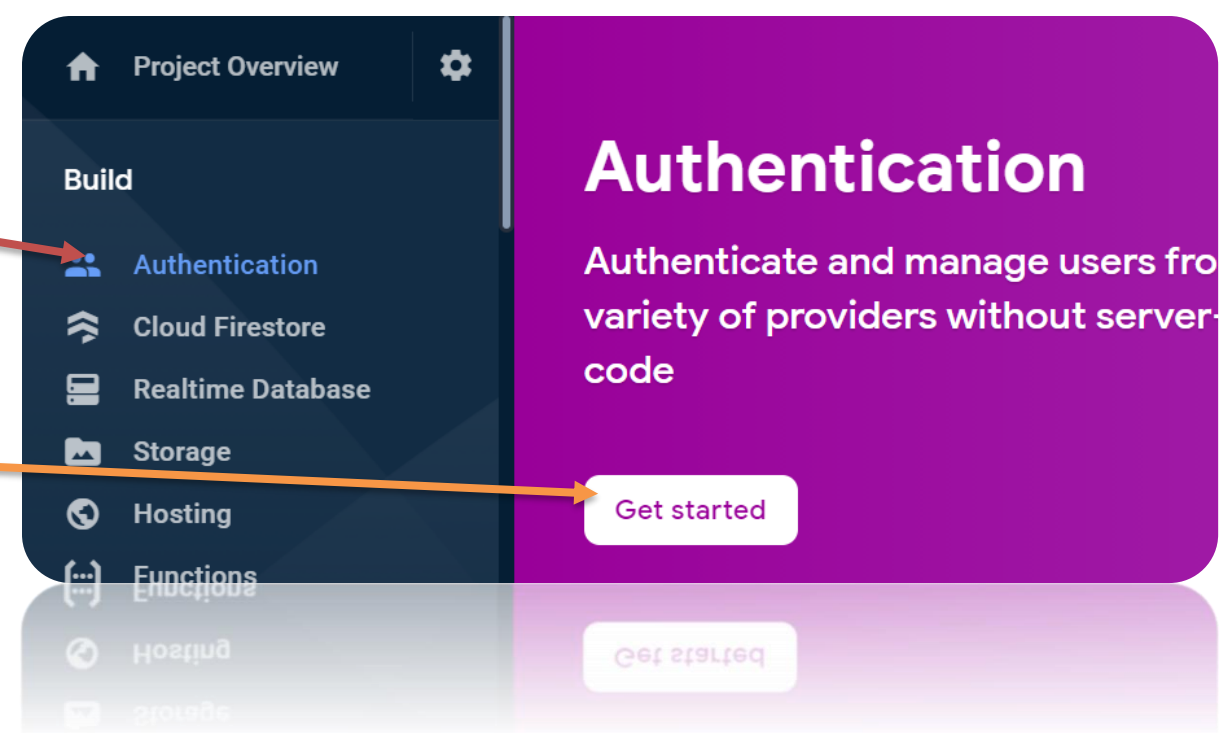 Project Overview
Build
Authentication
Cloud Firestore
Realtime Database
Storage
Hosting
Functions
Authentication
Authenticate and manage users fro
variety of providers without server-
code
Get started